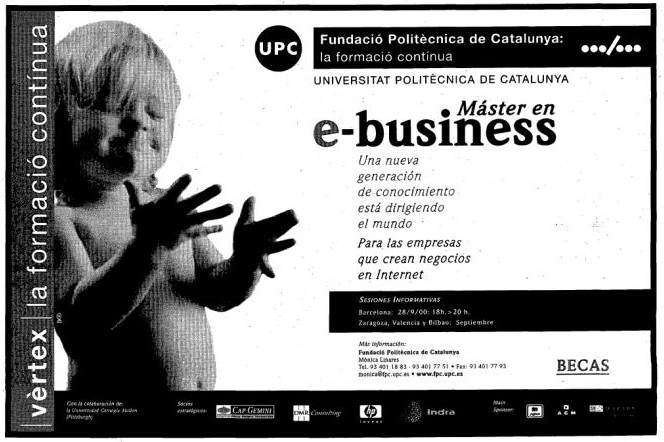 vèrtex | la formació contínua
UPC
Fundació Politècnica de Catalunya:
la formació contínua
UNIVERSITAT POLITÈCNICA DE CATALUNYA
Máster en
e-business
Una nueva
generación
de conocimiento
está dirigiendo
el mundo
Para las empresas
que crean negocios
en Internet
SESIONES INFORMATIVAS
Barcelona: 28/9/00: 18h.>20 h.
Zaragoza, Valencia y Bilbao: Septiembre
Más información:
Fundació Politècnica de Catalunya
Mónica Linares
Tel. 93 401 18 83 - 93 401 77 51 • Fax: 93 401 77 93
monica@fpc.upc.es • www.fpc.upc.es
BECAS
Con la colaboración de:
la Universidad Carnegie Mellon
(Pittsburgh)
Socios
estratégicos:
CAP GEMINI
DMR Consulting
hp
invent
Indra
Main
Sponsor:
ACM